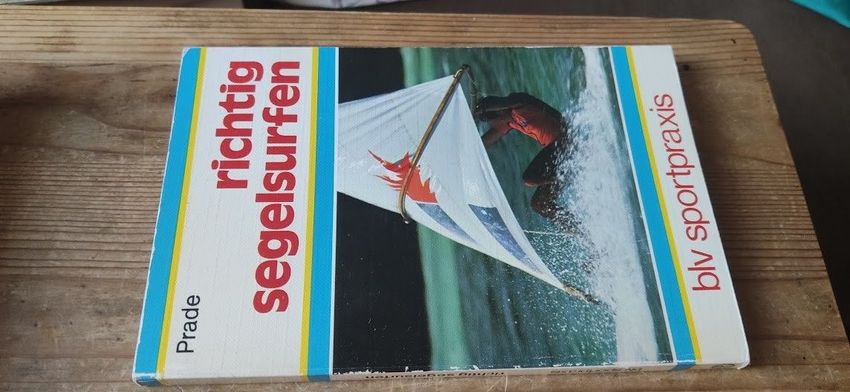 Prade
richtig
segelsurfen
blv sportpraxis